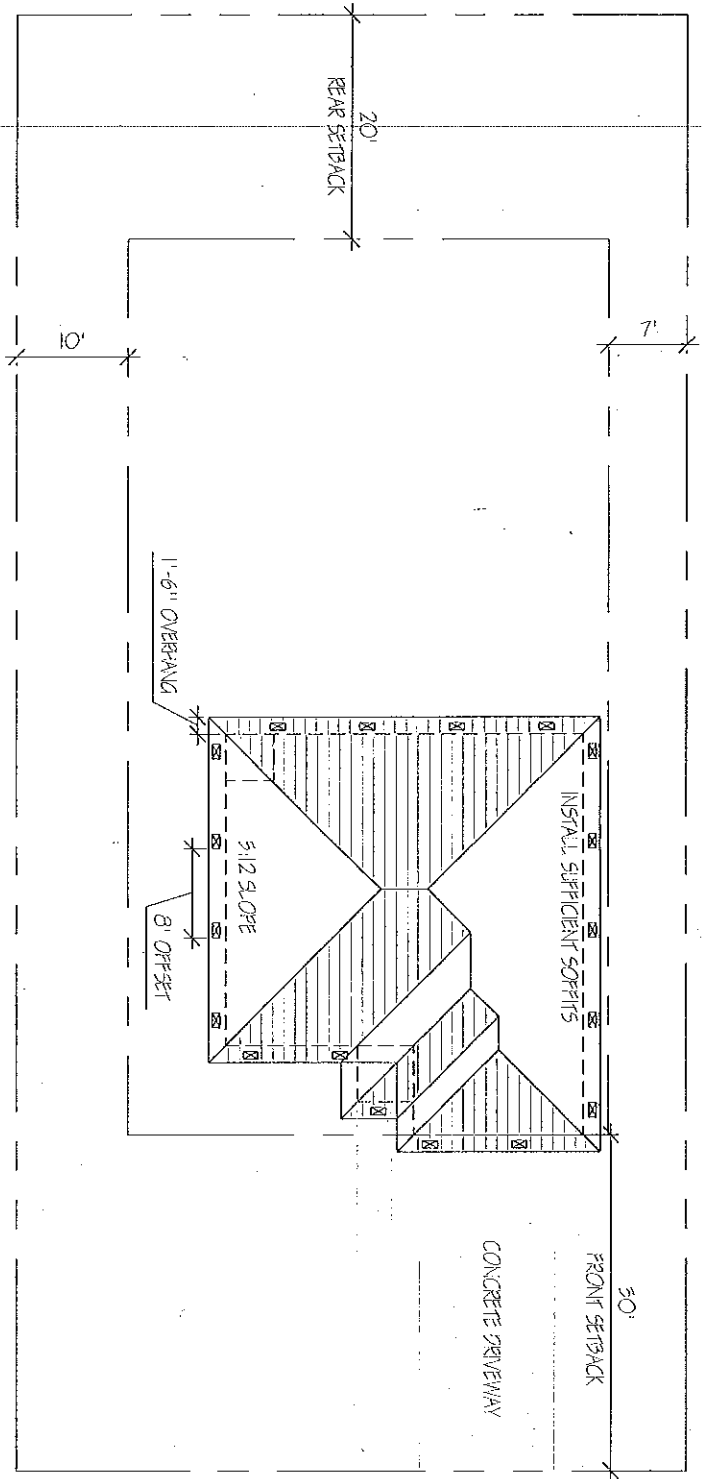 20'
REAR SETBACK
10'
7'
1'-6" OVERHANG
INSTALL SUFFICIENT SOFFITS
5:12 SLOPE
8' OFFSET
30'
FRONT SETBACK
CONCRETE DRIVEWAY